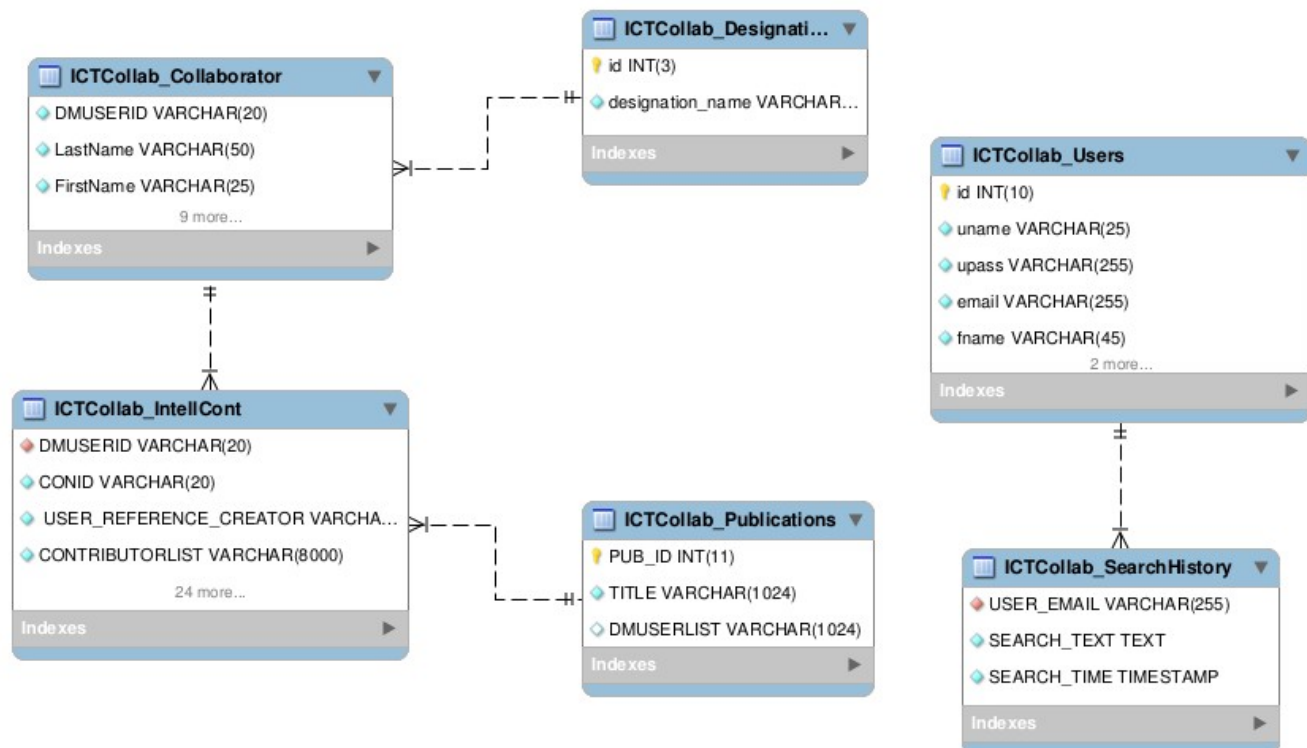 ICTCollab_Collaborator
DMUSERID VARCHAR(20)
LastName VARCHAR(50)
FirstName VARCHAR(25)
9 more...
Indexes
ICTCollab_Designati...
id INT(3)
designation_name VARCHAR...
Indexes
ICTCollab_Users
id INT(10)
uname VARCHAR(25)
upass VARCHAR(255)
email VARCHAR(255)
fname VARCHAR(45)
2 more...
Indexes
ICTCollab_IntellCont
DMUSERID VARCHAR(20)
CONID VARCHAR(20)
USER_REFERENCE_CREATOR VARCHA...
CONTRIBUTORLIST VARCHAR(8000)
24 more...
Indexes
ICTCollab_Publications
PUB_ID INT(11)
TITLE VARCHAR(1024)
DMUSERLIST VARCHAR(1024)
Indexes
ICTCollab_SearchHistory
USER_EMAIL VARCHAR(255)
SEARCH_TEXT TEXT
SEARCH_TIME TIMESTAMP
Indexes